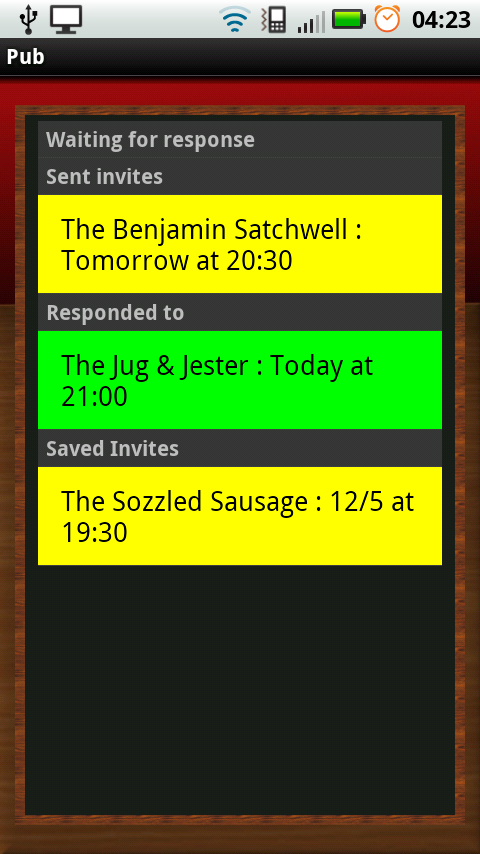 04:23
Pub
Waiting for response
Sent invites
The Benjamin Satchwell :
Tomorrow at 20:30
Responded to
The Jug & Jester : Today at
21:00
Saved Invites
The Sozzled Sausage : 12/5 at
19:30